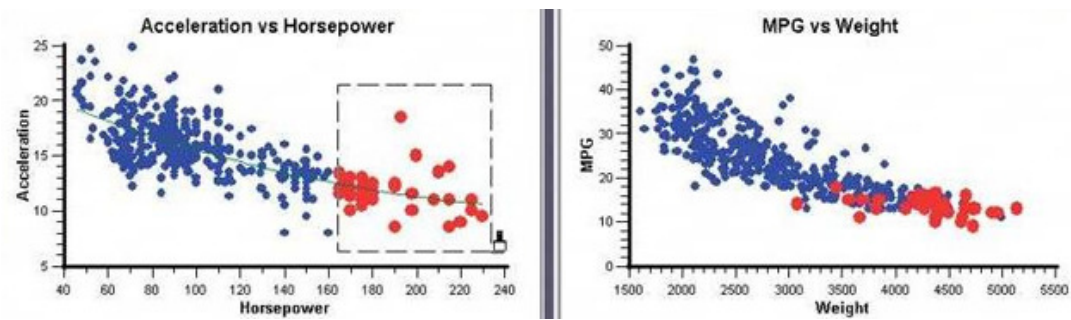 Acceleration vs Horsepower
25
20
15
10
5
Acceleration
40 60 80 100 120 140 160 180 200 220 240
Horsepower
MPG vs Weight
50
40
30
20
10
0
MPG
1500 2000 2500 3000 3500 4000 4500 5000 5500
Weight